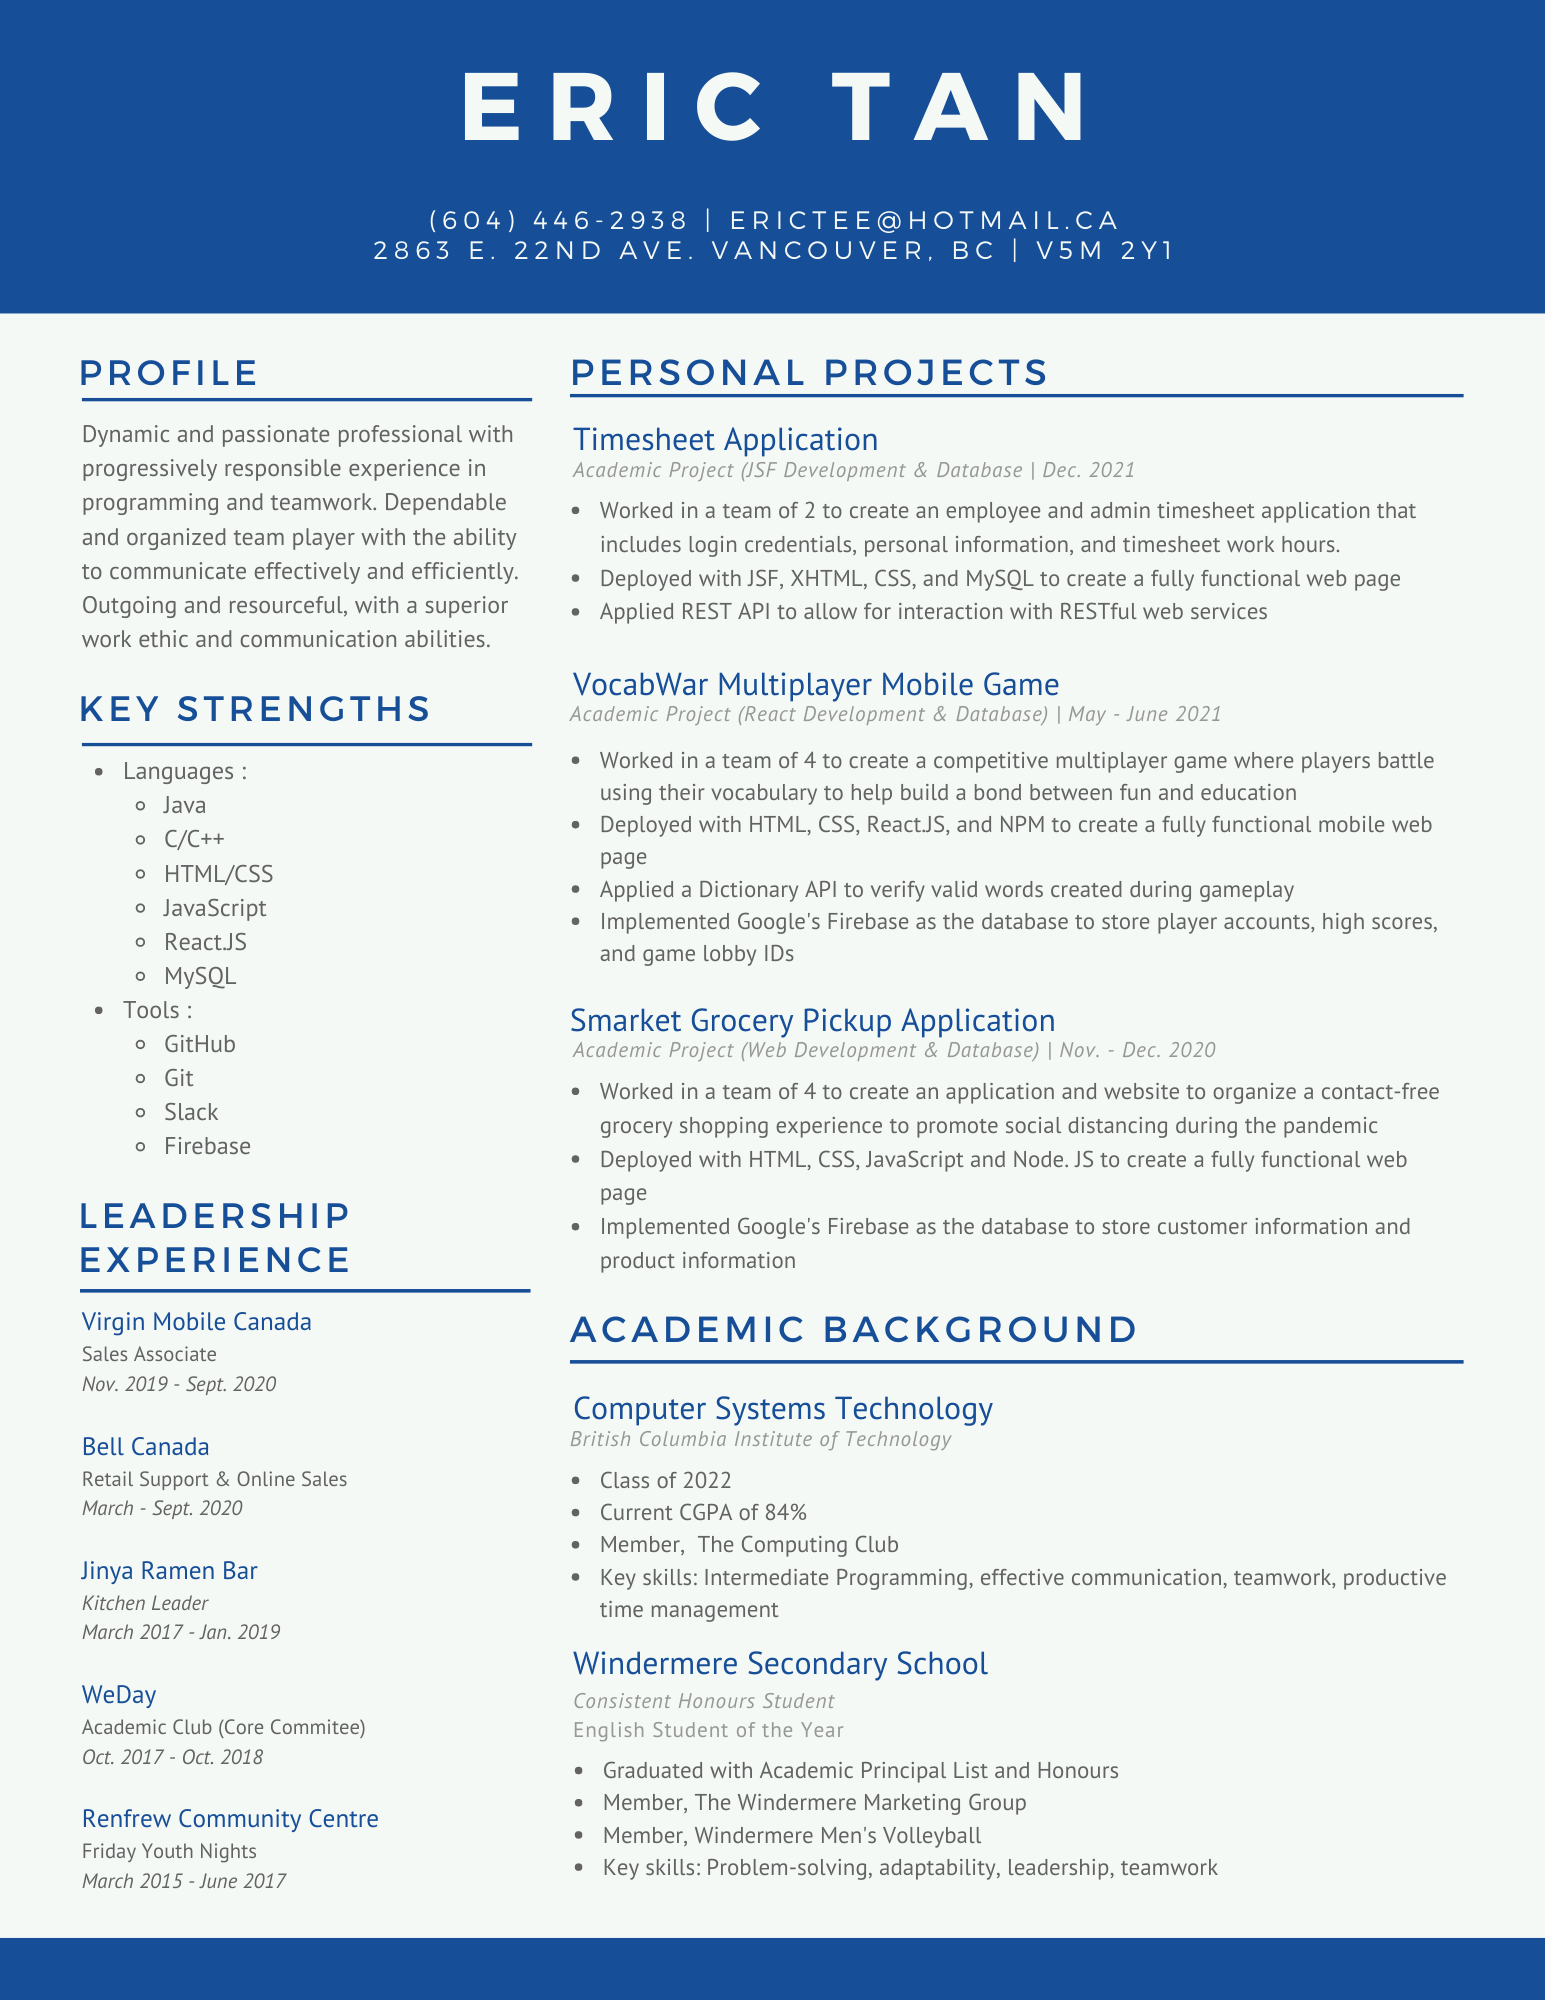 ERIC TAN
(604) 446-2938 | ERICTEE@HOTMAIL.CA
2863 E. 22ND AVE. VANCOUVER, BC | V5M 2Y1
PROFILE
Dynamic and passionate professional with
progressively responsible experience in
programming and teamwork. Dependable
and organized team player with the ability
to communicate effectively and efficiently.
Outgoing and resourceful, with a superior
work ethic and communication abilities.
KEY STRENGTHS
• Languages :
◦ Java
◦ C/C++
◦ HTML/CSS
◦ JavaScript
◦ React.JS
◦ MySQL
• Tools :
◦ GitHub
◦ Git
◦ Slack
◦ Firebase
LEADERSHIP
EXPERIENCE
Virgin Mobile Canada
Sales Associate
Nov. 2019 - Sept. 2020
Bell Canada
Retail Support & Online Sales
March - Sept. 2020
Jinya Ramen Bar
Kitchen Leader
March 2017 - Jan. 2019
WeDay
Academic Club (Core Commitee)
Oct. 2017 - Oct. 2018
Renfrew Community Centre
Friday Youth Nights
March 2015 - June 2017
PERSONAL PROJECTS
Timesheet Application
Academic Project (JSF Development & Database | Dec. 2021
• Worked in a team of 2 to create an employee and admin timesheet application that
includes login credentials, personal information, and timesheet work hours.
• Deployed with JSF, XHTML, CSS, and MySQL to create a fully functional web page
• Applied REST API to allow for interaction with RESTful web services
VocabWar Multiplayer Mobile Game
Academic Project (React Development & Database) | May - June 2021
• Worked in a team of 4 to create a competitive multiplayer game where players battle
using their vocabulary to help build a bond between fun and education
• Deployed with HTML, CSS, React.JS, and NPM to create a fully functional mobile web
page
• Applied a Dictionary API to verify valid words created during gameplay
• Implemented Google's Firebase as the database to store player accounts, high scores,
and game lobby IDs
Smarket Grocery Pickup Application
Academic Project (Web Development & Database) | Nov. - Dec. 2020
• Worked in a team of 4 to create an application and website to organize a contact-free
grocery shopping experience to promote social distancing during the pandemic
• Deployed with HTML, CSS, JavaScript and Node. JS to create a fully functional web
page
• Implemented Google's Firebase as the database to store customer information and
product information
ACADEMIC BACKGROUND
Computer Systems Technology
British Columbia Institute of Technology
• Class of 2022
• Current CGPA of 84%
• Member,  The Computing Club
• Key skills: Intermediate Programming, effective communication, teamwork, productive
time management
Windermere Secondary School
Consistent Honours Student
English Student of the Year
• Graduated with Academic Principal List and Honours
• Member, The Windermere Marketing Group
• Member, Windermere Men's Volleyball
• Key skills: Problem-solving, adaptability, leadership, teamwork